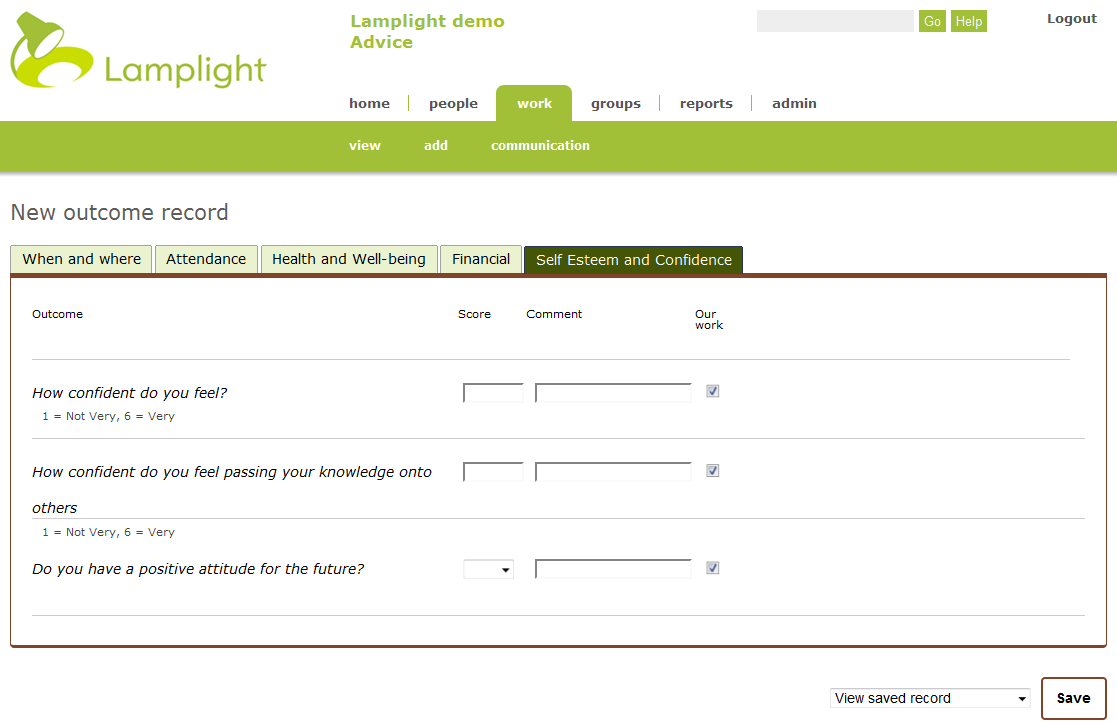 Lamplight
Lamplight demo
Advice
Go
Help
Logout
home
people
work
groups
reports
admin
view
add
communication
New outcome record
When and where
Attendance
Health and Well-being
Financial
Self Esteem and Confidence
Outcome
Score
Comment
Our
work
How confident do you feel?
1 = Not Very, 6 = Very
How confident do you feel passing your knowledge onto
others
1 = Not Very, 6 = Very
Do you have a positive attitude for the future?
View saved record
Save